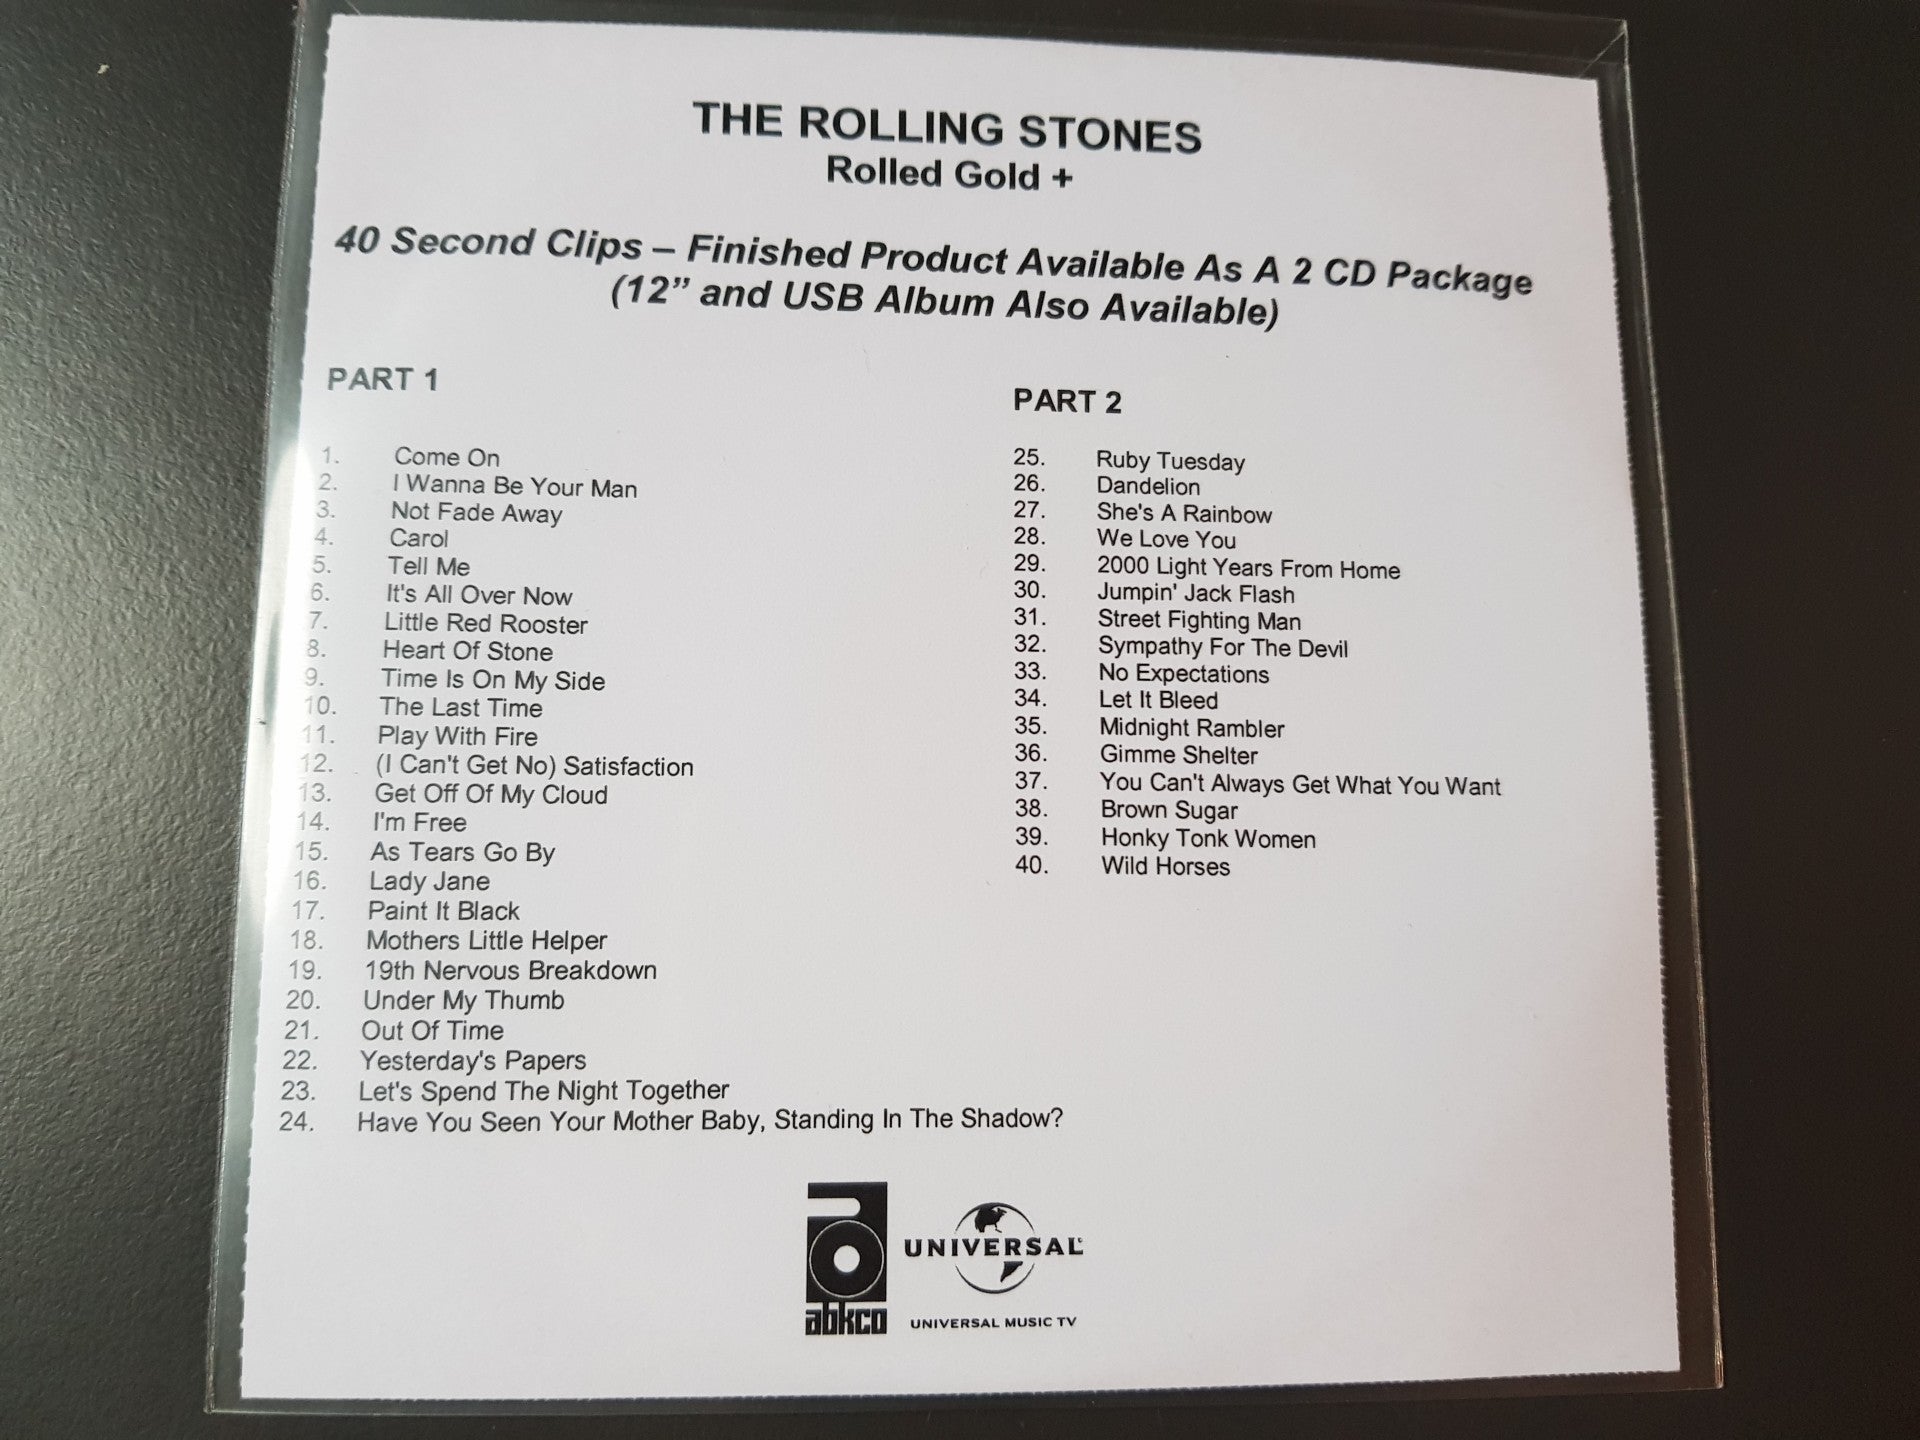 THE ROLLING STONES
Rolled Gold +
40 Second Clips – Finished Product Available As A 2 CD Package
(12” and USB Album Also Available)
PART 1
1. Come On
2. I Wanna Be Your Man
3. Not Fade Away
4. Carol
5. Tell Me
6. It's All Over Now
7. Little Red Rooster
8. Heart Of Stone
9. Time Is On My Side
10. The Last Time
11. Play With Fire
12. (I Can't Get No) Satisfaction
13. Get Off Of My Cloud
14. I'm Free
15. As Tears Go By
16. Lady Jane
17. Paint It Black
18. Mothers Little Helper
19. 19th Nervous Breakdown
20. Under My Thumb
21. Out Of Time
22. Yesterday's Papers
23. Let's Spend The Night Together
24. Have You Seen Your Mother Baby, Standing In The Shadow?
PART 2
25. Ruby Tuesday
26. Dandelion
27. She's A Rainbow
28. We Love You
29. 2000 Light Years From Home
30. Jumpin' Jack Flash
31. Street Fighting Man
32. Sympathy For The Devil
33. No Expectations
34. Let It Bleed
35. Midnight Rambler
36. Gimme Shelter
37. You Can't Always Get What You Want
38. Brown Sugar
39. Honky Tonk Women
40. Wild Horses
abkco
UNIVERSAL
UNIVERSAL MUSIC TV